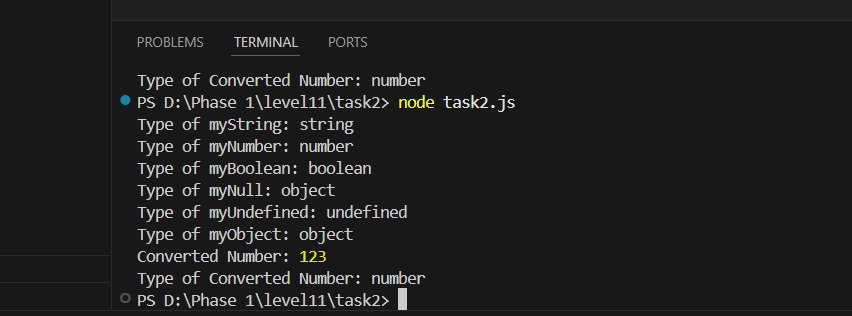 PROBLEMS TERMINAL PORTS
Type of Converted Number: number
PS D:\Phase 1\level11\task2> node task2.js
Type of myString: string
Type of myNumber: number
Type of myBoolean: boolean
Type of myNull: object
Type of myUndefined: undefined
Type of myObject: object
Converted Number: 123
Type of Converted Number: number
PS D:\Phase 1\level11\task2>